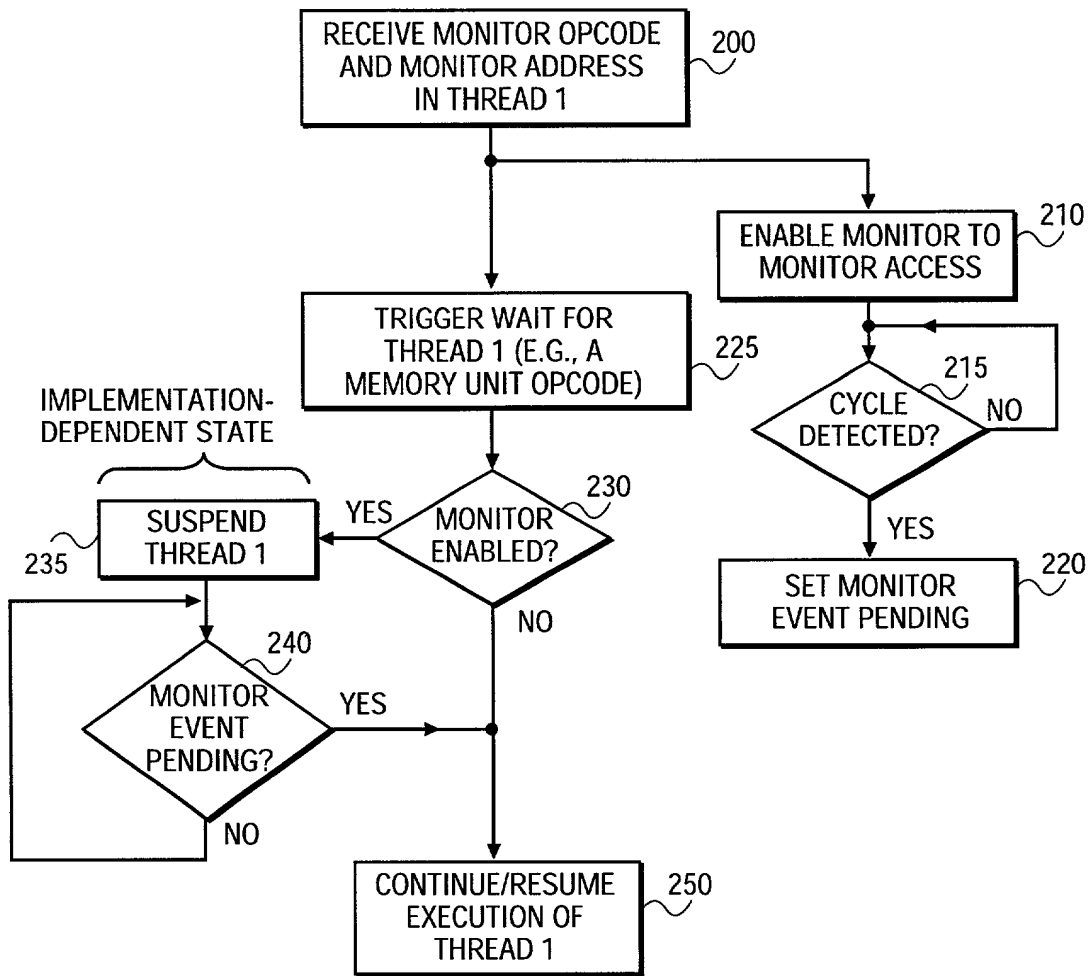 RECEIVE MONITOR OPCODE
AND MONITOR ADDRESS
IN THREAD 1
200
ENABLE MONITOR TO
MONITOR ACCESS
210
TRIGGER WAIT FOR
THREAD 1 (E.G., A
MEMORY UNIT OPCODE)
225
CYCLE
DETECTED?
215
NO
YES
SET MONITOR
EVENT PENDING
220
IMPLEMENTATION-
DEPENDENT STATE
SUSPEND
THREAD 1
235
YES
MONITOR
ENABLED?
230
NO
MONITOR
EVENT
PENDING?
240
YES
NO
CONTINUE/RESUME
EXECUTION OF
THREAD 1
250